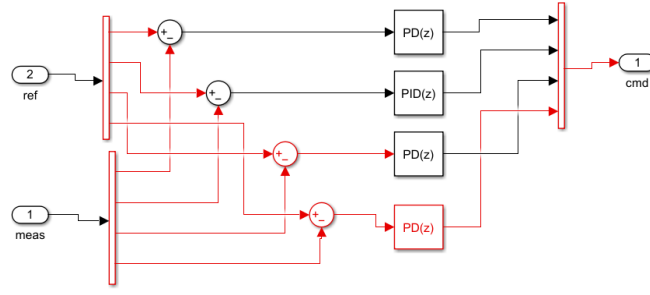 +
−
PD(z)
2
ref
+
−
PID(z)
1
cmd
+
−
PD(z)
1
meas
+
−
PD(z)